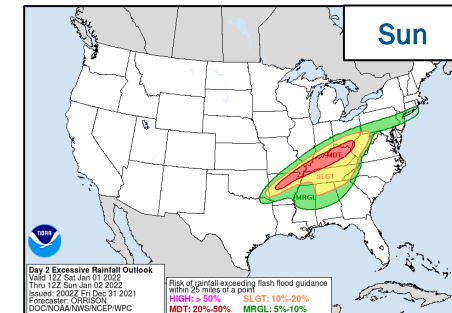 Sun
MDT
SLGT
MRGL
NOAA
Day 2 Excessive Rainfall Outlook
Valid 12Z Sat Jan 01 2022
Thru 12Z Sun Jan 02 2022
Issued: 2002Z Fri Dec 31 2021
Forecaster: ORRISON
DOC/NOAA/NWS/NCEP/WPC
Risk of rainfall exceeding flash flood guidance
within 25 miles of a point
HIGH: > 50% SLGT: 10%-20%
MDT: 20%-50% MRGL: 5%-10%